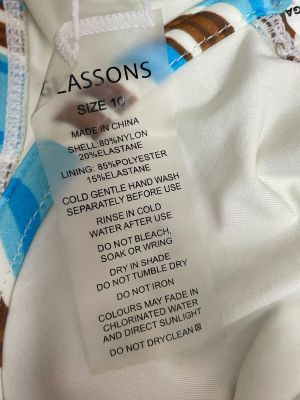 GLASSONS
SIZE 10
MADE IN CHINA
SHELL:80%NYLON
20%ELASTANE
LINING: 85%POLYESTER
15%ELASTANE
COLD GENTLE HAND WASH
SEPARATELY BEFORE USE
RINSE IN COLD
WATER AFTER USE
DO NOT BLEACH,
SOAK OR WRING
DRY IN SHADE
DO NOT TUMBLE DRY
DO NOT IRON
COLOURS MAY FADE IN
CHLORINATED WATER
AND DIRECT SUNLIGHT
DO NOT DRYCLEAN